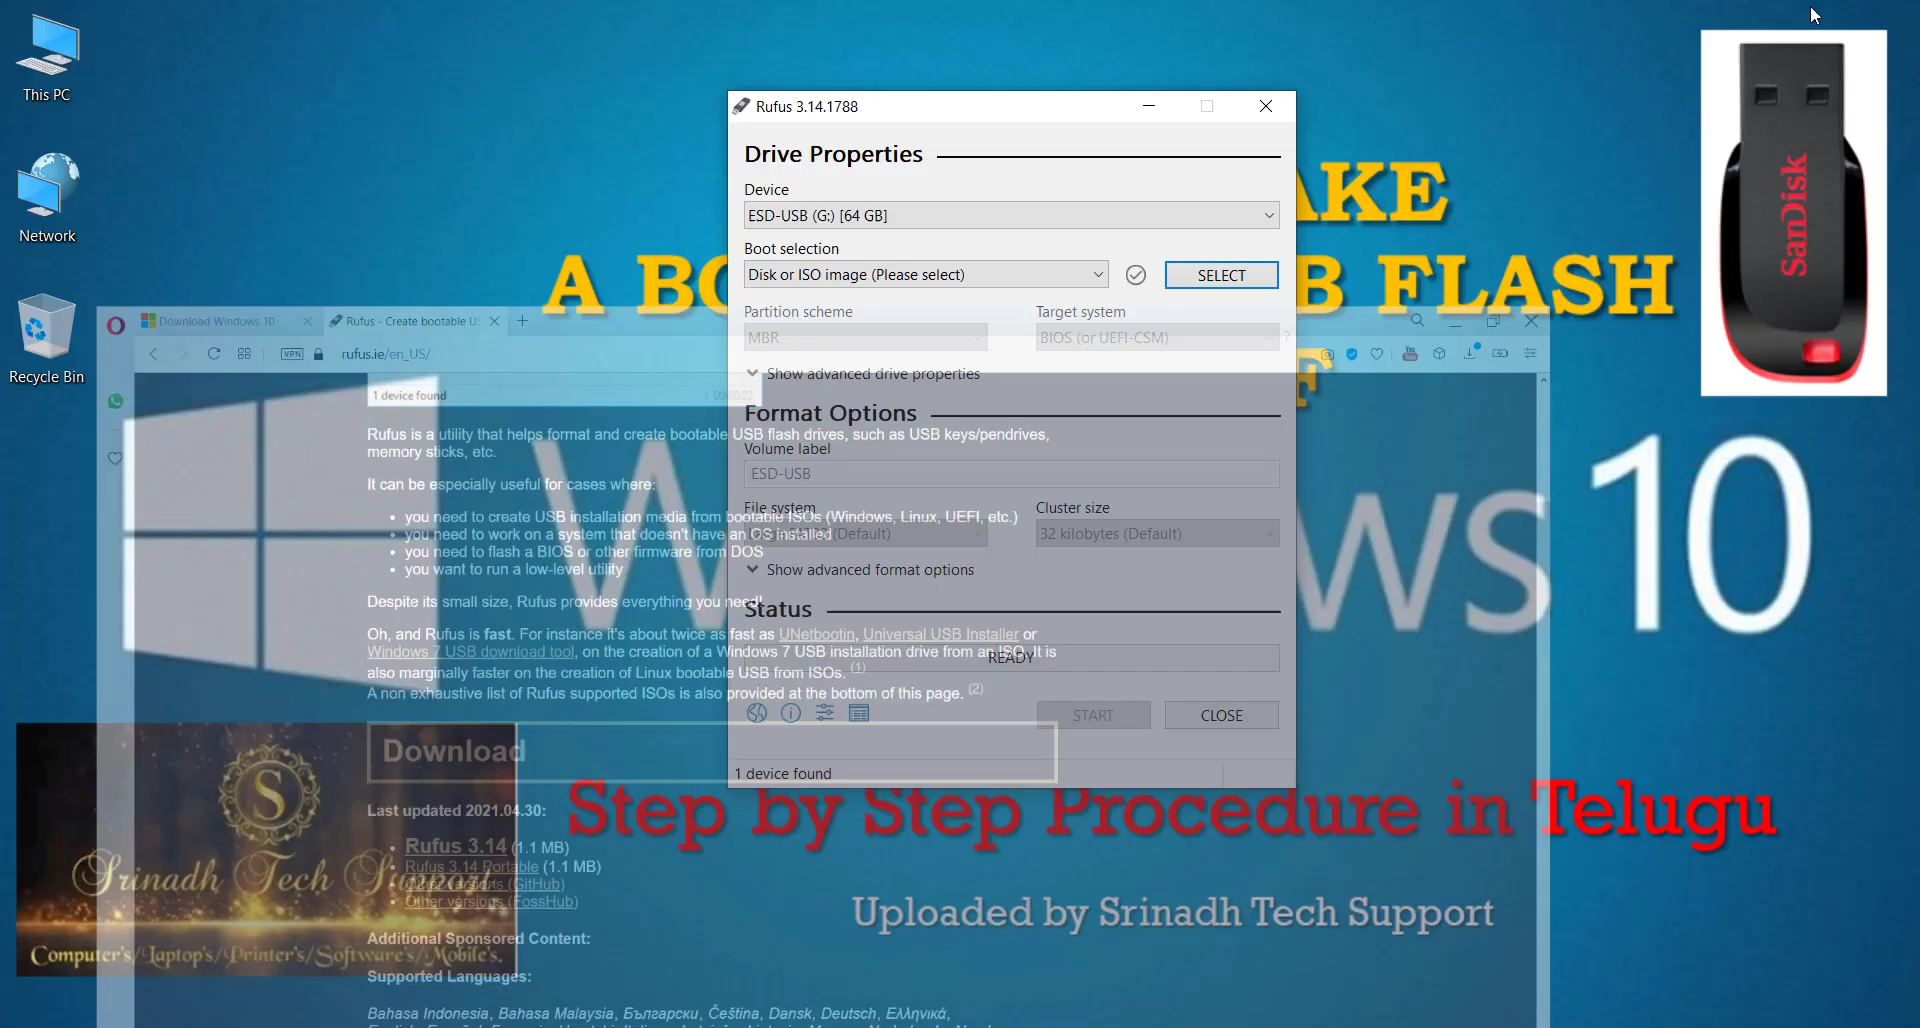 This PC
Network
Recycle Bin
SanDisk
AKE
A BO
B FLASH
F
WS 10
Rufus 3.14.1788
Drive Properties
Device
ESD-USB (G:) [64 GB]
Boot selection
Disk or ISO image (Please select)
SELECT
Partition scheme
Target system
MBR
BIOS (or UEFI-CSM)
?
Show advanced drive properties
Format Options
Volume label
ESD-USB
File system
Cluster size
(Default)
32 kilobytes (Default)
Show advanced format options
Status
READY
START
CLOSE
1 device found
Download Windows 10
Rufus - Create bootable US
VPN
rufus.ie/en_US/
1 device found
00:00:22
Rufus is a utility that helps format and create bootable USB flash drives, such as USB keys/pendrives,
memory sticks, etc.
It can be especially useful for cases where:
you need to create USB installation media from bootable ISOs (Windows, Linux, UEFI, etc.)
you need to work on a system that doesn't have an OS installed
you need to flash a BIOS or other firmware from DOS
you want to run a low-level utility
Despite its small size, Rufus provides everything you need!
Oh, and Rufus is fast. For instance it's about twice as fast as UNetbootin, Universal USB Installer or
Windows 7 USB download tool, on the creation of a Windows 7 USB installation drive from an ISO. It is
also marginally faster on the creation of Linux bootable USB from ISOs. (1)
A non exhaustive list of Rufus supported ISOs is also provided at the bottom of this page. (2)
Download
Last updated 2021.04.30:
Rufus 3.14 (1.1 MB)
Rufus 3.14 Portable (1.1 MB)
Other versions (GitHub)
Other versions (FossHub)
Additional Sponsored Content:
Supported Languages:
Bahasa Indonesia, Bahasa Malaysia, Български, Čeština, Dansk, Deutsch, Ελληνικά,
S
Srinadh Tech Support
Computer's/Laptop's/Printer's/Software's/Mobile's.
Step by Step Procedure in Telugu
Uploaded by Srinadh Tech Support